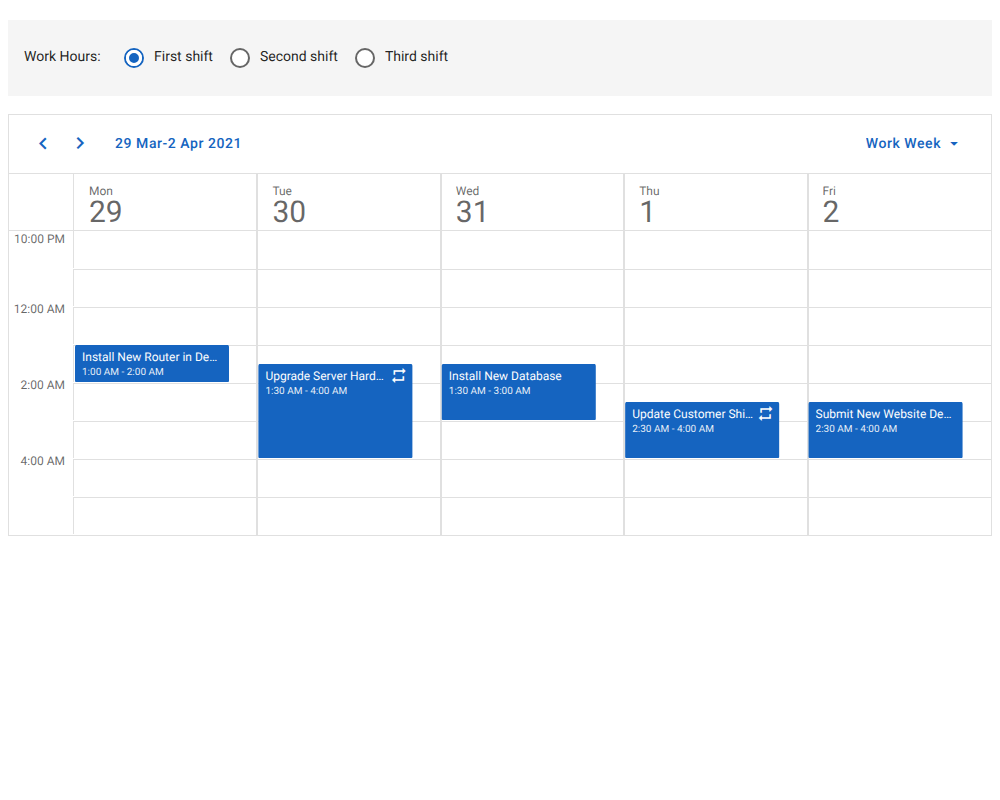 Work Hours: First shift Second shift Third shift
29 Mar-2 Apr 2021 Work Week
Mon Tue Wed Thu Fri
29 30 31 1 2
10:00 PM
12:00 AM
Install New Router in De...
1:00 AM - 2:00 AM
Upgrade Server Hard... Install New Database
2:00 AM 1:30 AM - 4:00 AM 1:30 AM - 3:00 AM
Update Customer Shi... Submit New Website De...
2:30 AM - 4:00 AM 2:30 AM - 4:00 AM
4:00 AM